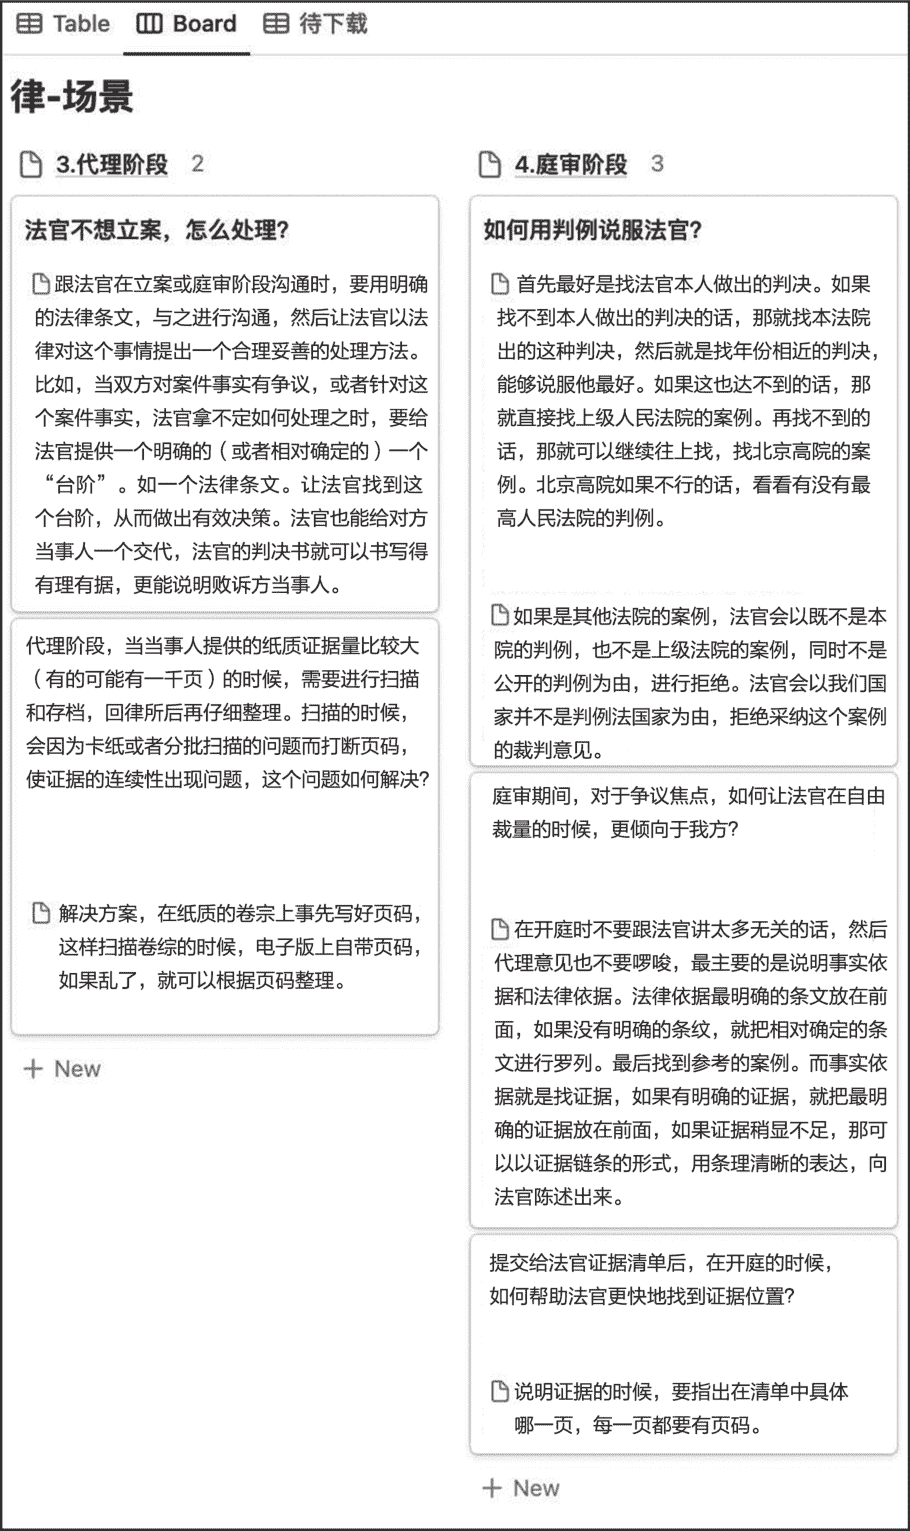 Table Board 待下载
律-场景
3.代理阶段 2
法官不想立案，怎么处理？
跟法官在立案或庭审阶段沟通时，要用明确
的法律条文，与之进行沟通，然后让法官以法
律对这个事情提出一个合理妥善的处理方法。
比如，当双方对案件事实有争议，或者针对这
个案件事实，法官拿不定如何处理之时，要给
法官提供一个明确的（或者相对确定的）一个
“台阶”。如一个法律条文。让法官找到这
个台阶，从而做出有效决策。法官也能给对方
当事人一个交代，法官的判决书就可以书写得
有理有据，更能说明败诉方当事人。
代理阶段，当当事人提供的纸质证据量比较大
（有的可能有一千页）的时候，需要进行扫描
和存档，回律所后再仔细整理。扫描的时候，
会因为卡纸或者分批扫描的问题而打断页码，
使证据的连续性出现问题，这个问题如何解决？
解决方案，在纸质的卷宗上事先写好页码，
这样扫描卷综的时候，电子版上自带页码，
如果乱了，就可以根据页码整理。
+ New
4.庭审阶段 3
如何用判例说服法官？
首先最好是找法官本人做出的判决。如果
找不到本人做出的判决的话，那就找本法院
出的这种判决，然后就是找年份相近的判决，
能够说服他最好。如果这也达不到的话，那
就直接找上级人民法院的案例。再找不到的
话，那就可以继续往上找，找北京高院的案
例。北京高院如果不行的话，看看有没有最
高人民法院的判例。
如果是其他法院的案例，法官会以既不是本
院的判例，也不是上级法院的案例，同时不是
公开的判例为由，进行拒绝。法官会以我们国
家并不是判例法国家为由，拒绝采纳这个案例
的裁判意见。
庭审期间，对于争议焦点，如何让法官在自由
裁量的时候，更倾向于我方？
在开庭时不要跟法官讲太多无关的话，然后
代理意见也不要啰唆，最主要的是说明事实依
据和法律依据。法律依据最明确的条文放在前
面，如果没有明确的条纹，就把相对确定的条
文进行罗列。最后找到参考的案例。而事实依
据就是找证据，如果有明确的证据，就把最明
确的证据放在前面，如果证据稍显不足，那可
以以证据链条的形式，用条理清晰的表达，向
法官陈述出来。
提交给法官证据清单后，在开庭的时候，
如何帮助法官更快地找到证据位置？
说明证据的时候，要指出在清单中具体
哪一页，每一页都要有页码。
+ New